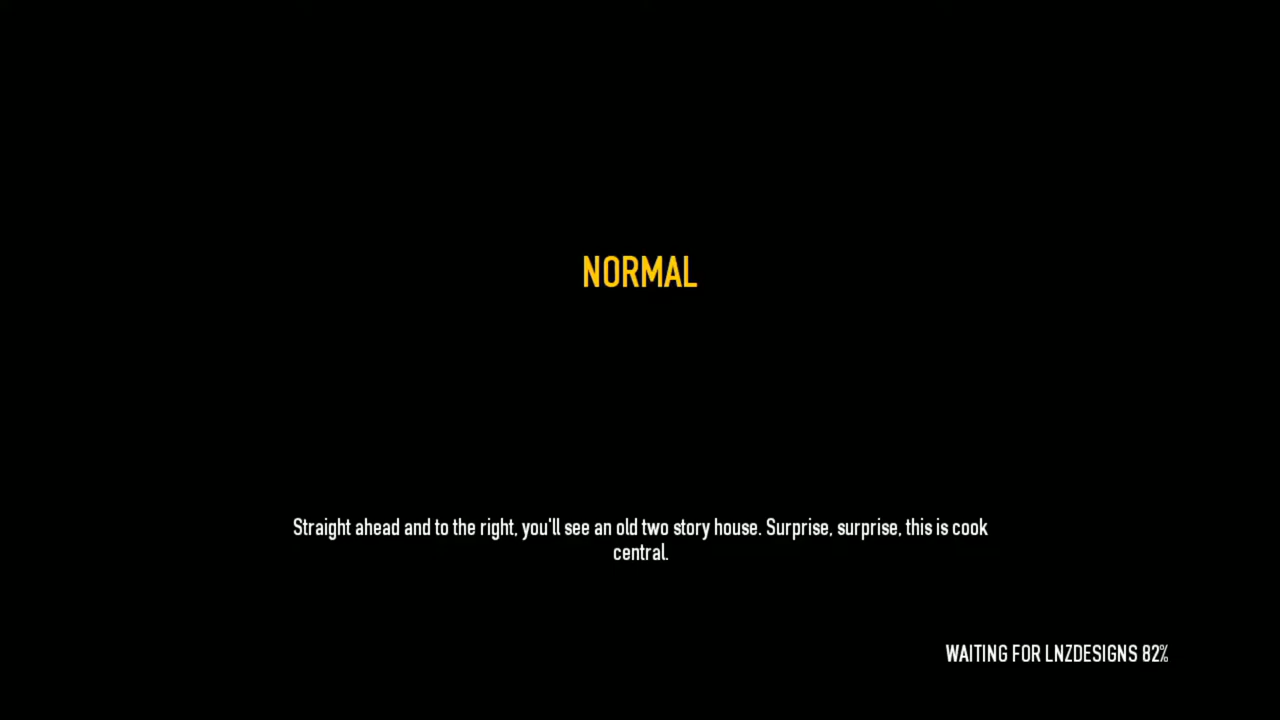 NORMAL
Straight ahead and to the right, you'll see an old two story house. Surprise, surprise, this is cook
central.
WAITING FOR LNZDESIGNS 82%